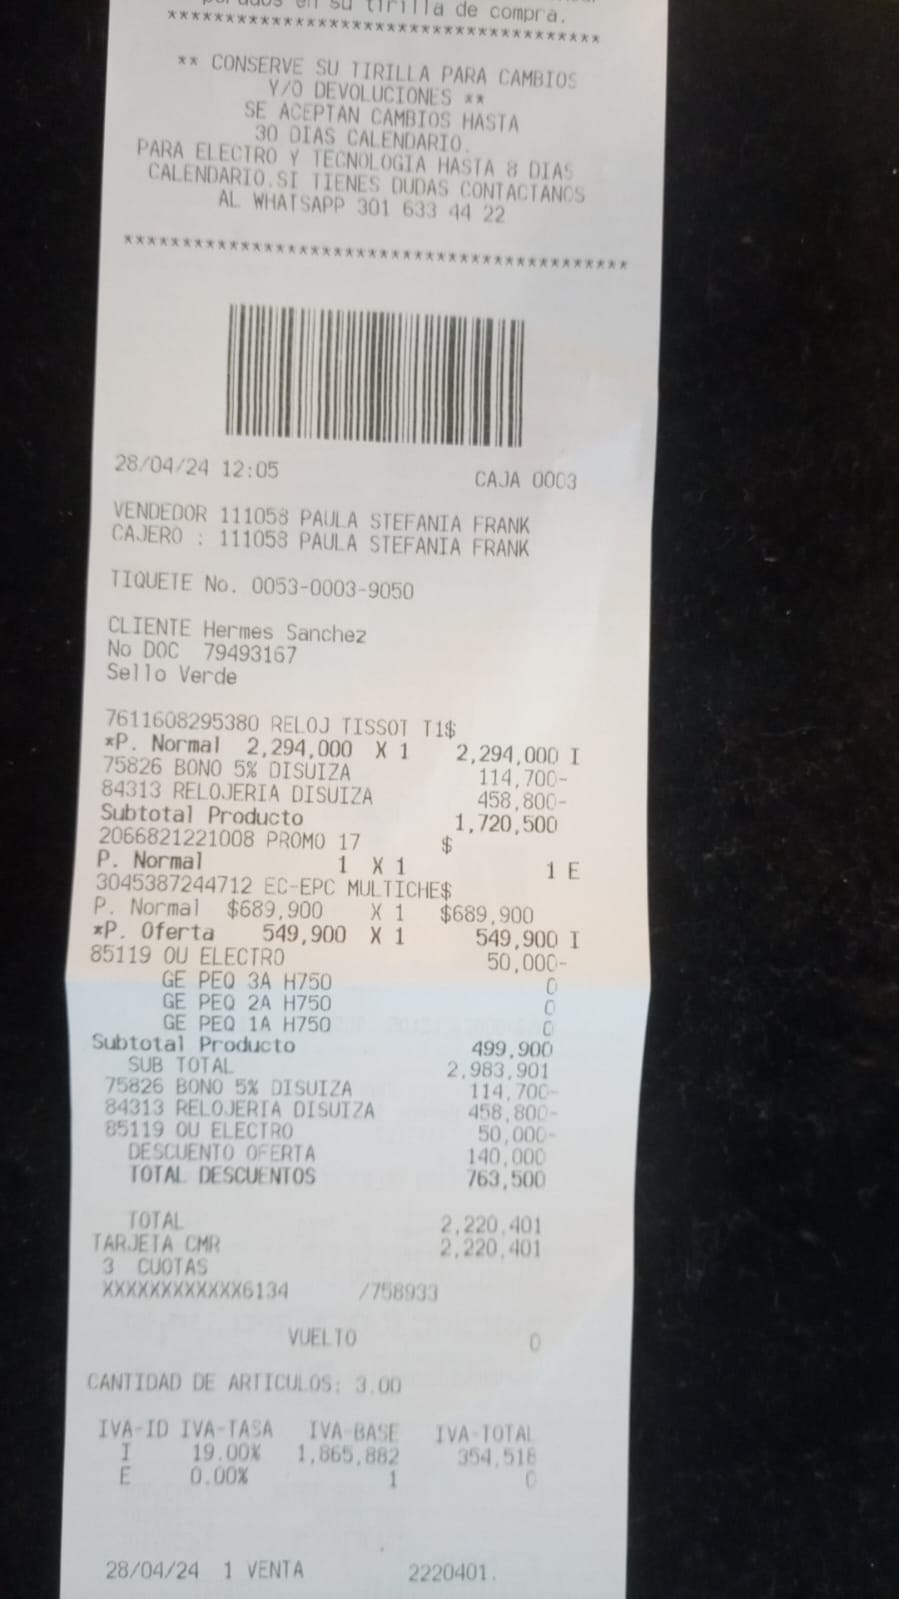 en su tirilla de compra.
*************************************
** CONSERVE SU TIRILLA PARA CAMBIOS
Y/O DEVOLUCIONES **
SE ACEPTAN CAMBIOS HASTA
30 DIAS CALENDARIO.
PARA ELECTRO Y TECNOLOGIA HASTA 8 DIAS
CALENDARIO.SI TIENES DUDAS CONTACTANOS
AL WHATSAPP 301 633 44 22
*******************************************
28/04/24 12:05 CAJA 0003
VENDEDOR 111058 PAULA STEFANIA FRANK
CAJERO : 111058 PAULA STEFANIA FRANK
TIQUETE No. 0053-0003-9050
CLIENTE Hermes Sanchez
No DOC 79493167
Sello Verde
7611608295380 RELOJ TISSOT T1$
*P. Normal 2,294,000 X 1 2,294,000 I
75826 BONO 5% DISUIZA 114,700-
84313 RELOJERIA DISUIZA 458,800-
Subtotal Producto 1,720,500
2066821221008 PROMO 17 $
P. Normal 1 X 1 1 E
3045387244712 EC-EPC MULTICHE$
P. Normal $689,900 X 1 $689,900
*P. Oferta 549,900 X 1 549,900 I
85119 OU ELECTRO 50,000-
GE PEQ 3A H750 0
GE PEQ 2A H750 0
GE PEQ 1A H750 0
Subtotal Producto 499,900
SUB TOTAL 2,983,901
75826 BONO 5% DISUIZA 114,700-
84313 RELOJERIA DISUIZA 458,800-
85119 OU ELECTRO 50,000-
DESCUENTO OFERTA 140,000
TOTAL DESCUENTOS 763,500
TOTAL 2,220,401
TARJETA CMR 2,220,401
3 CUOTAS
XXXXXXXXXXXX6134 /758933
VUELTO 0
CANTIDAD DE ARTICULOS: 3.00
IVA-ID IVA-TASA IVA-BASE IVA-TOTAL
I 19.00% 1,865,882 354,518
E 0.00% 1 0
28/04/24 1 VENTA 2220401.